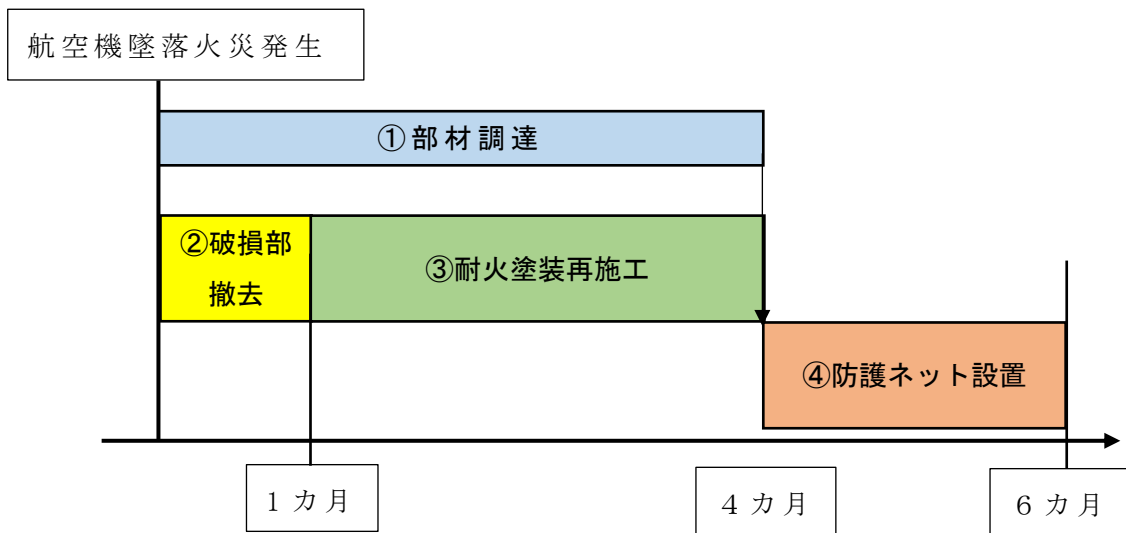 航空機墜落火災発生
①部材調達
②破損部
撤去
③耐火塗装再施工
④防護ネット設置
1カ月
4カ月
6カ月